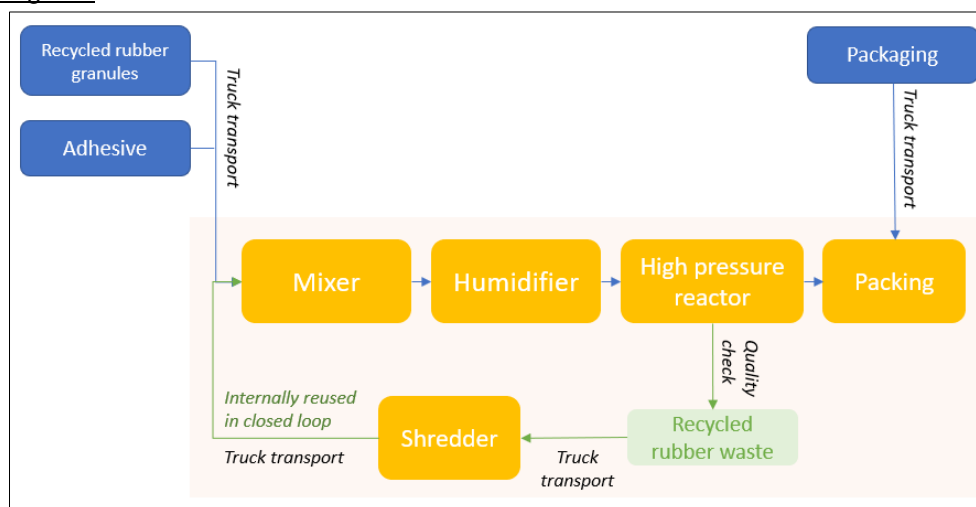 Recycled rubber
granules
Adhesive
Truck transport
Packaging
Truck transport
Mixer
Humidifier
High pressure
reactor
Packing
Quality
check
Internally reused
in closed loop
Truck transport
Shredder
Truck
transport
Recycled
rubber waste